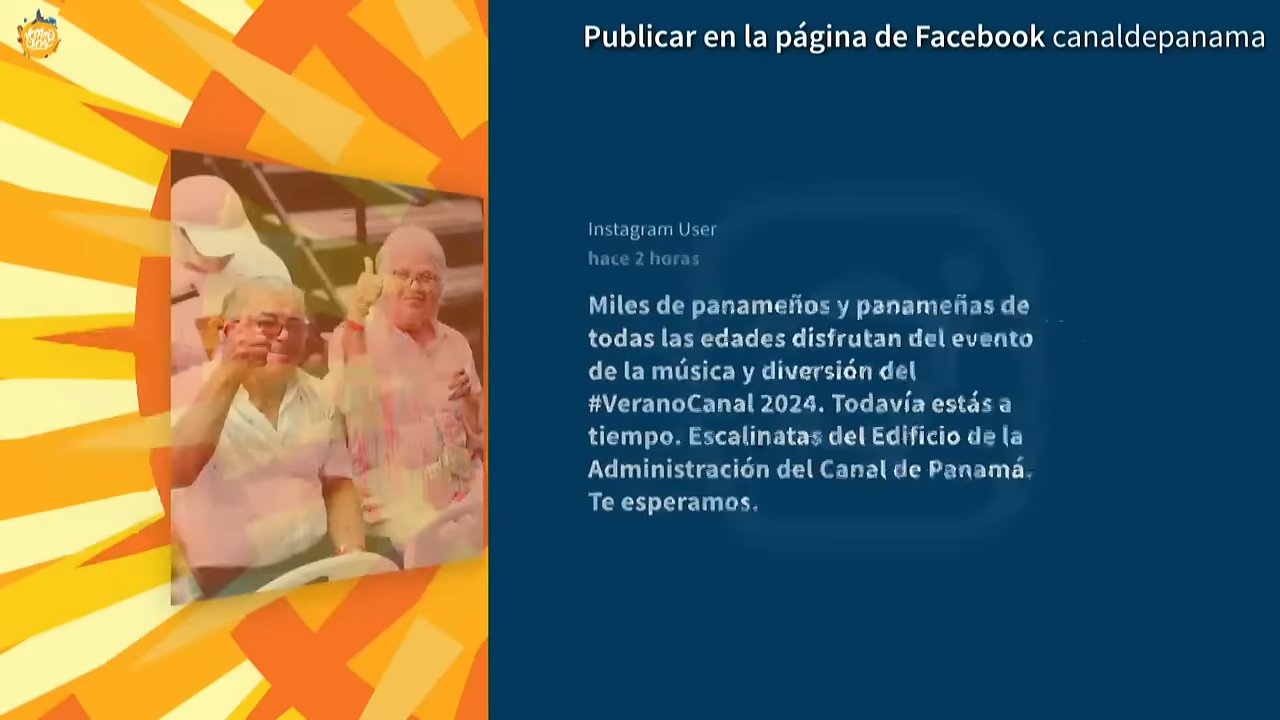 Publicar en la página de Facebook canaldepanama
Instagram User
hace 2 horas
Miles de panameños y panameñas de
todas las edades disfrutan del evento
de la música y diversión del
#VeranoCanal 2024. Todavía estás a
tiempo. Escalinatas del Edificio de la
Administración del Canal de Panamá.
Te esperamos.